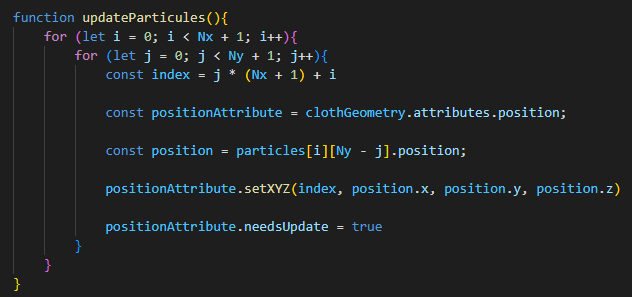 function updateParticules(){
    for (let i = 0; i < Nx + 1; i++){
        for (let j = 0; j < Ny + 1; j++){
            const index = j * (Nx + 1) + i
            const positionAttribute = clothGeometry.attributes.position;
            const position = particles[i][Ny - j].position;
            positionAttribute.setXYZ(index, position.x, position.y, position.z)
            positionAttribute.needsUpdate = true
        }
    }
}